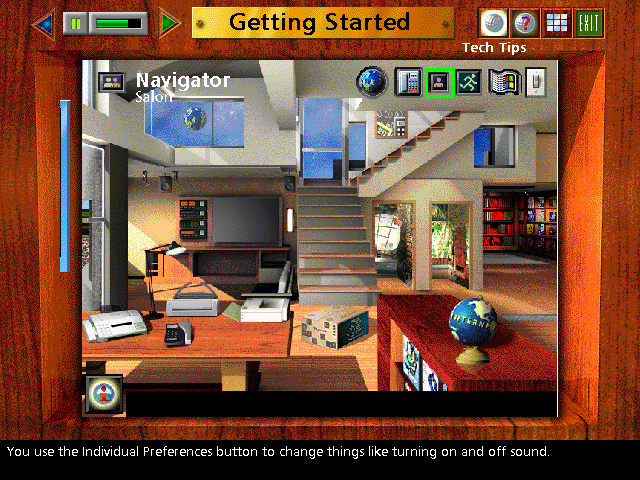 Getting Started
EXIT
Tech Tips
Navigator
Salon
INTERNET
You use the Individual Preferences button to change things like turning on and off sound.